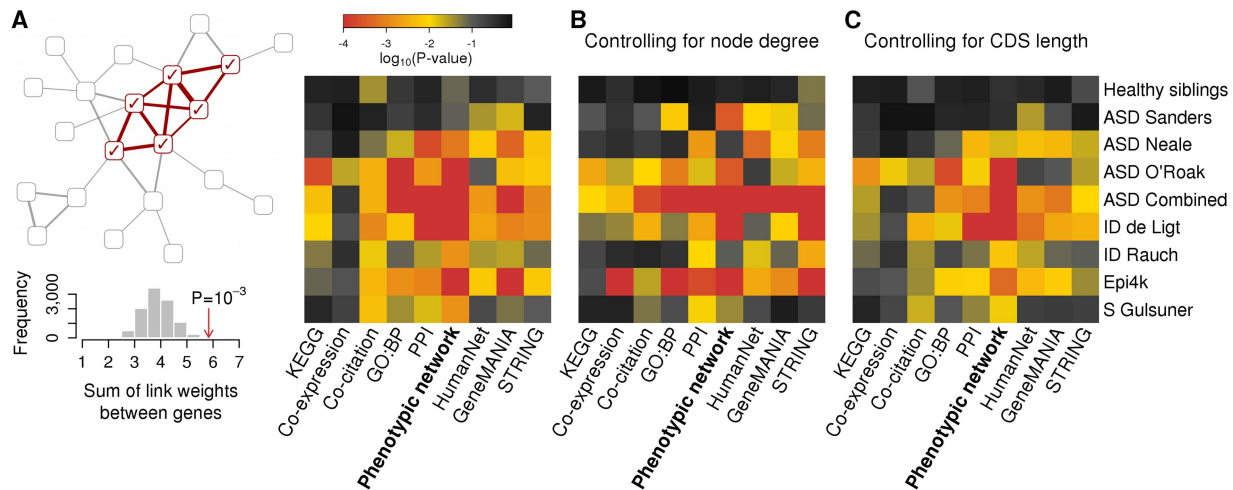 A
-4 -3 -2 -1
log10(P-value)
Frequency
3,000
0
P=10⁻³
1 2 3 4 5 6 7
Sum of link weights
between genes
KEGG
Co-expression
Co-citation
GO:BP
PPI
Phenotypic network
HumanNet
GeneMANIA
STRING
B
Controlling for node degree
KEGG
Co-expression
Co-citation
GO:BP
PPI
Phenotypic network
HumanNet
GeneMANIA
STRING
C
Controlling for CDS length
Healthy siblings
ASD Sanders
ASD Neale
ASD O'Roak
ASD Combined
ID de Ligt
ID Rauch
Epi4k
S Gulsuner
KEGG
Co-expression
Co-citation
GO:BP
PPI
Phenotypic network
HumanNet
GeneMANIA
STRING